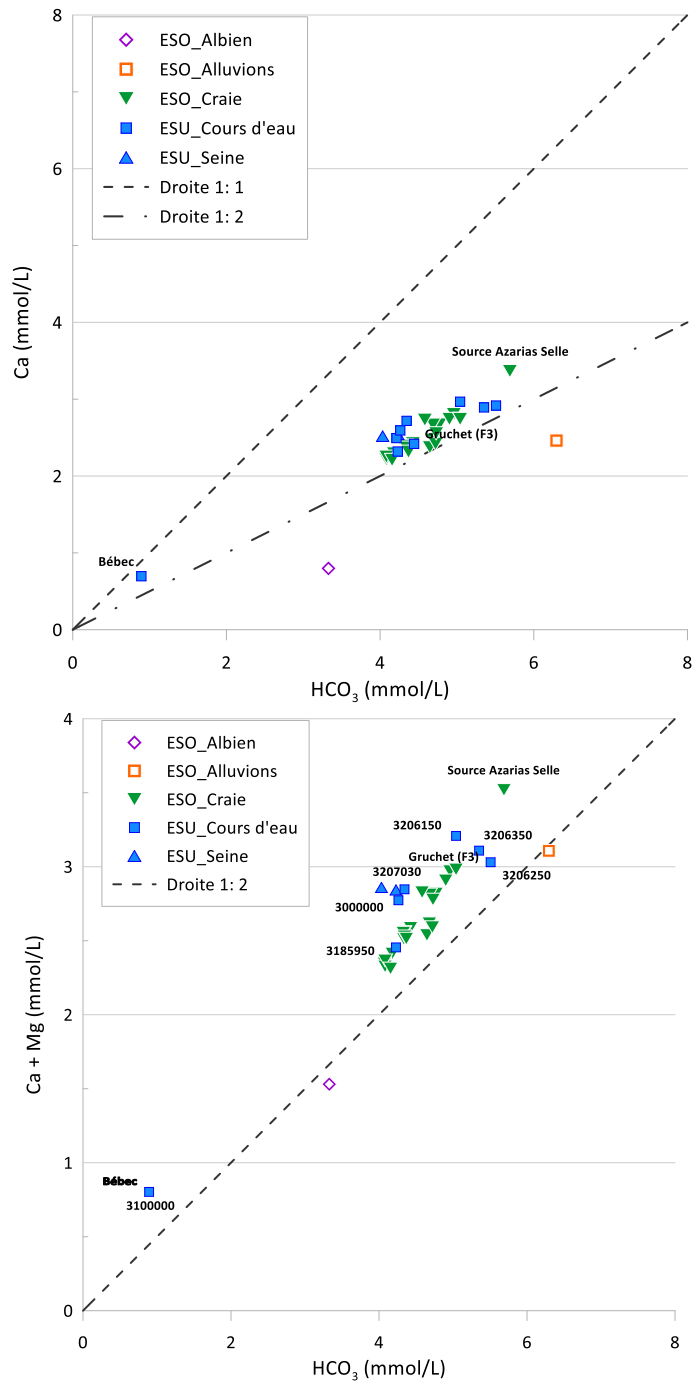 8
ESO_Albien
ESO_Alluvions
ESO_Craie
ESU_Cours d'eau
ESU_Seine
Droite 1: 1
Droite 1: 2
6
Ca (mmol/L)
4
Source Azarias Selle
Gruchet (F3)
2
Bébec
0
0 2 4 6 8
HCO₃ (mmol/L)
4
ESO_Albien
ESO_Alluvions
ESO_Craie
ESU_Cours d'eau
ESU_Seine
Droite 1: 2
Source Azarias Selle
3206150
3206350
Gruchet (F3)
3
3207030
3206250
3000000
3185950
Ca + Mg (mmol/L)
2
1
Bébec
3100000
0
0 2 4 6 8
HCO₃ (mmol/L)